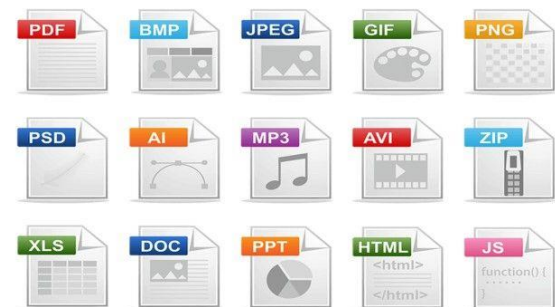 PDF
BMP
JPEG
GIF
PNG
PSD
AI
MP3
AVI
ZIP
XLS
DOC
PPT
HTML
<html>
</html>
JS
function() {
}